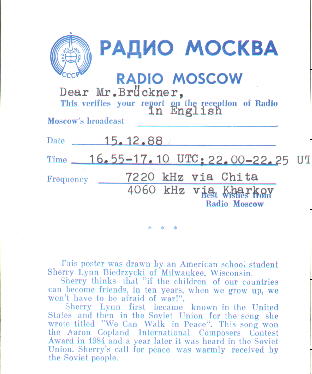 СССР
РАДИО МОСКВА
RADIO MOSCOW
Dear Mr.Brückner,
This verifies your report on the reception of Radio
in English
Moscow's broadcast
Date 15.12.88
Time 16.55-17.10 UTC;22.00-22.25 UT
Frequency 7220 kHz via Chita
4060 kHz via Kharkov
Best wishes from
Radio Moscow
* * *
This poster was drawn by an American school student
Sherry Lynn Biedrzycki of Milwaukee, Wisconsin.
Sherry thinks that "if the children of our countries
can become friends, in ten years, when we grow up, we
won't have to be afraid of war!".
Sherry Lynn first became known in the United
States and then in the Soviet Union for the song she
wrote titled "We Can Walk in Peace". This song won
the Aaron Copland International Composers Contest
Award in 1984 and a year later it was heard in the Soviet
Union. Sherry's call for peace was warmly received by
the Soviet people.